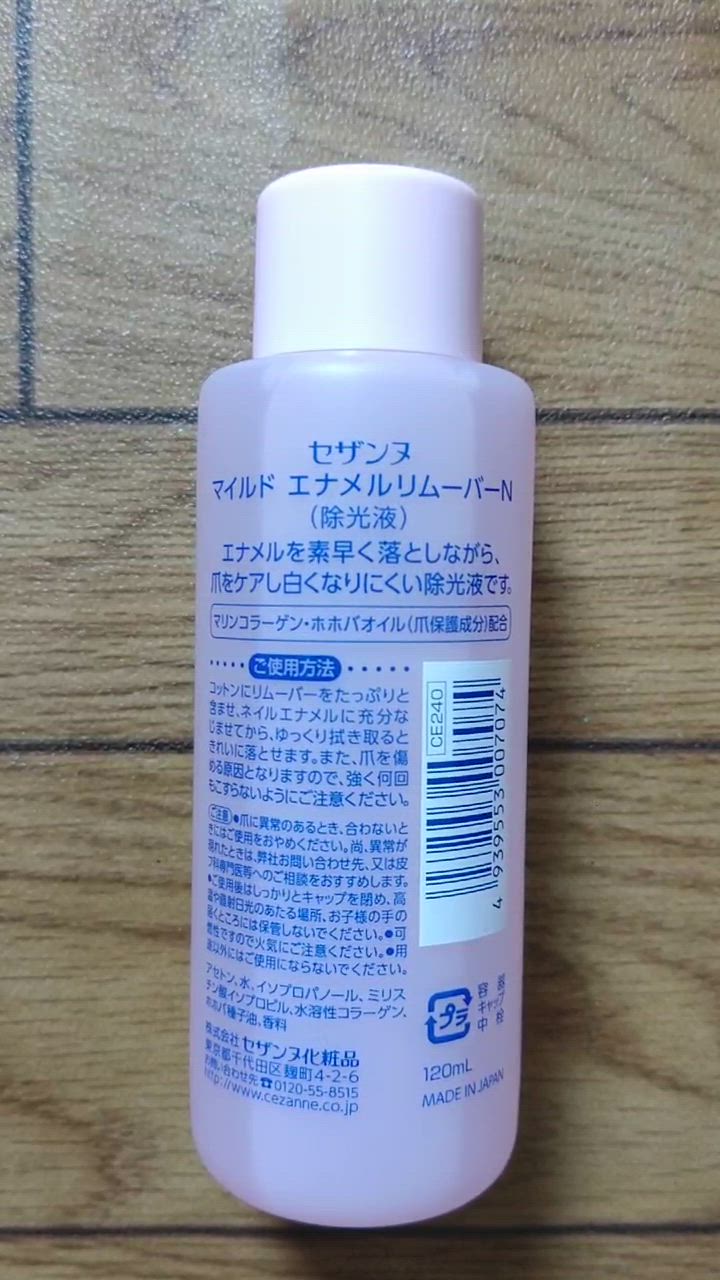 セザンヌ
マイルド エナメルリムーバーN
(除光液)
エナメルを素早く落としながら、
爪をケアし白くなりにくい除光液です。
マリンコラーゲン・ホホバオイル(爪保護成分)配合
ご使用方法
コットンにリムーバーをたっぷりと
含ませ、ネイルエナメルに充分な
じませてから、ゆっくり拭き取ると
きれいに落とせます。また、爪を傷
める原因となりますので、強く何回
もこすらないようにご注意ください。
ご注意 ●爪に異常のあるとき、合わないと
きにはご使用をおやめください。尚、異常が
現れたときは、弊社お問い合わせ先、又は皮
フ科専門医等へのご相談をおすすめします。
●ご使用後はしっかりとキャップを閉め、高
温や直射日光のあたる場所、お子様の手の
届くところには保管しないでください。●可
燃性ですので火気にご注意ください。●用
途以外にはご使用にならないでください。
アセトン、水、イソプロパノール、ミリス
チン酸イソプロピル、水溶性コラーゲン、
ホホバ種子油、香料
株式会社 セザンヌ化粧品
東京都千代田区麹町4-2-6
お問い合わせ先☎0120-55-8515
http://www.cezanne.co.jp
CE240
4 939553 007074
プラ
容器
キャップ
中栓
120mL
MADE IN JAPAN